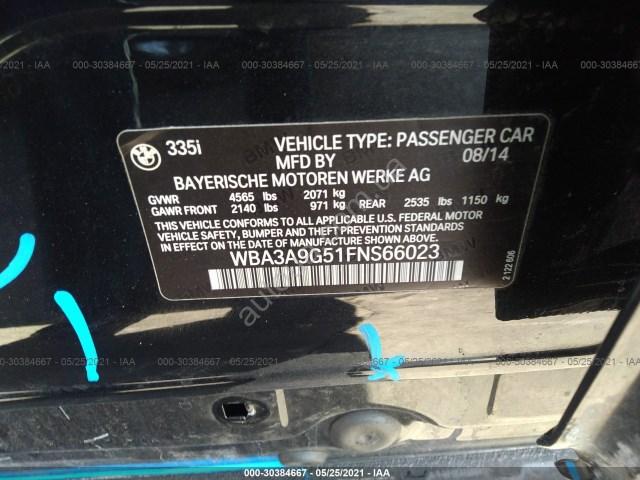 000-30384667 - 05/25/2021 - IAA
BMW
335i
VEHICLE TYPE: PASSENGER CAR
MFD BY 08/14
BAYERISCHE MOTOREN WERKE AG
GVWR 4565 lbs 2071 kg
GAWR FRONT 2140 lbs 971 kg REAR 2535 lbs 1150 kg
THIS VEHICLE CONFORMS TO ALL APPLICABLE U.S. FEDERAL MOTOR
VEHICLE SAFETY, BUMPER AND THEFT PREVENTION STANDARDS
IN EFFECT ON THE DATE OF MANUFACTURE SHOWN ABOVE.
WBA3A9G51FNS66023
2 122 606
000-30384667 - 05/25/2021 - IAA